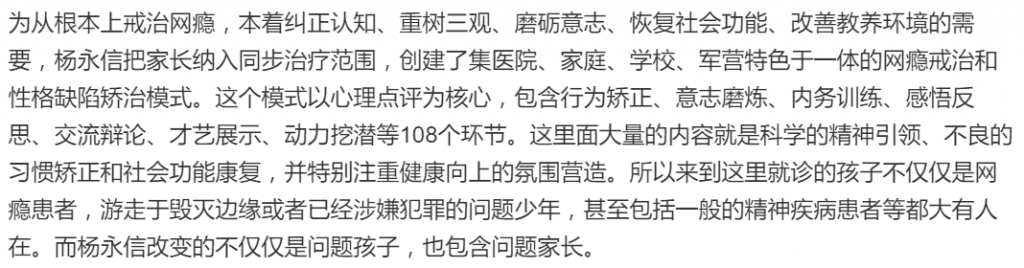 为从根本上戒治网瘾，本着纠正认知、重树三观、磨砺意志、恢复社会功能、改善教养环境的需
要，杨永信把家长纳入同步治疗范围，创建了集医院、家庭、学校、军营特色于一体的网瘾戒治和
性格缺陷矫治模式。这个模式以心理点评为核心，包含行为矫正、意志磨炼、内务训练、感悟反
思、交流辩论、才艺展示、动力挖潜等108个环节。这里面大量的内容就是科学的精神引领、不良的
习惯矫正和社会功能康复，并特别注重健康向上的氛围营造。所以来到这里就诊的孩子不仅仅是网
瘾患者，游走于毁灭边缘或者已经涉嫌犯罪的问题少年，甚至包括一般的精神疾病患者等都大有人
在。而杨永信改变的不仅仅是问题孩子，也包含问题家长。